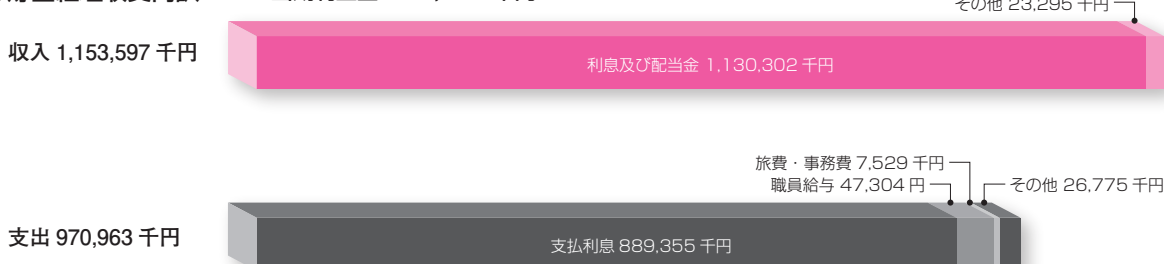 その他 23,295 千円
収入 1,153,597 千円
利息及び配当金 1,130,302 千円
旅費・事務費 7,529 千円
職員給与 47,304 円
その他 26,775 千円
支出 970,963 千円
支払利息 889,355 千円